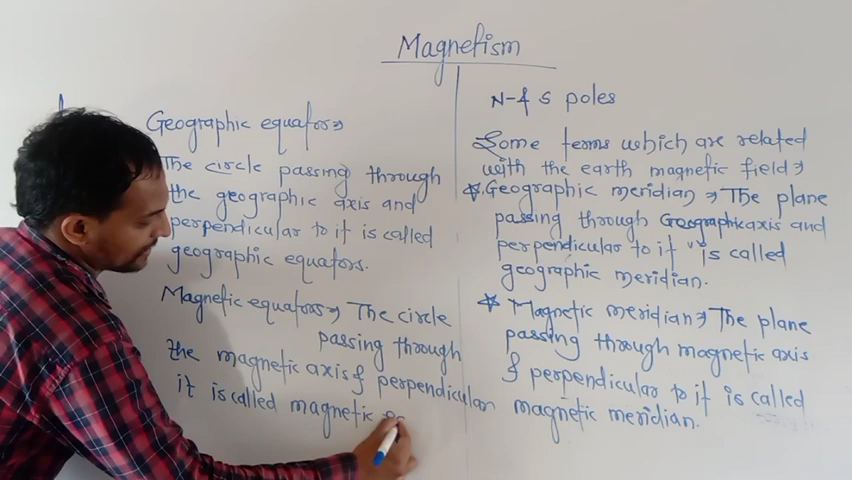 Magnetism
Geographic equators⇒
The circle passing through
the geographic axis and
perpendicular to it is called
geographic equators.
Magnetic equators⇒ The circle
passing through
the magnetic axis & perpendicular
it is called magnetic
N-& S poles
Some terms which are related
with the earth magnetic field⇒
* Geographic meridian ⇒ The plane
passing through Geographic axis and
perpendicular to it is called
geographic meridian.
* Magnetic meridian⇒ The plane
passing through magnetic axis
& perpendicular to it is called
magnetic meridian.